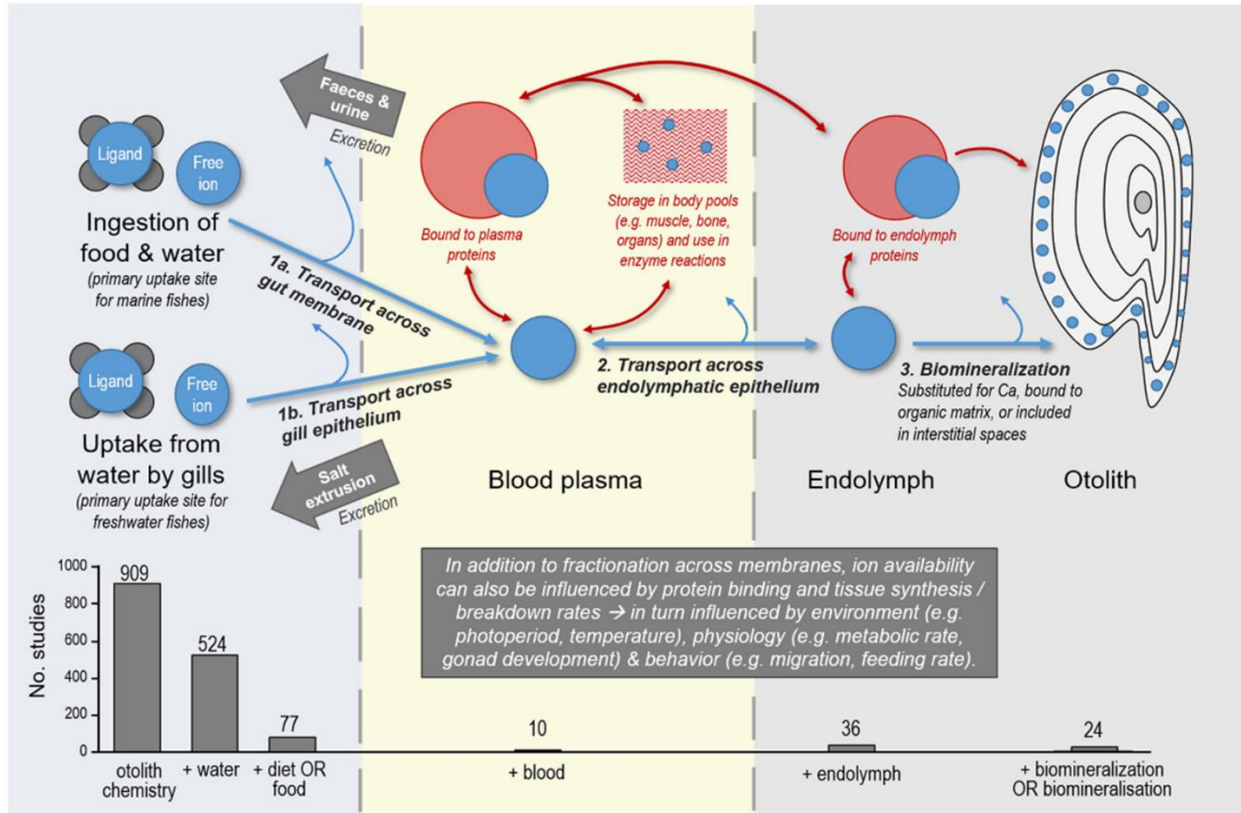 Faeces &
urine
Excretion
Ligand
Free
ion
Ingestion of
food & water
(primary uptake site
for marine fishes)
1a. Transport across
gut membrane
Ligand
Free
ion
1b. Transport across
gill epithelium
Uptake from
water by gills
(primary uptake site for
freshwater fishes)
Salt
extrusion
Excretion
Bound to plasma
proteins
Storage in body pools
(e.g. muscle, bone,
organs) and use in
enzyme reactions
2. Transport across
endolymphatic epithelium
Blood plasma
Bound to endolymph
proteins
3. Biomineralization
Substituted for Ca, bound to
organic matrix, or included
in interstitial spaces
Endolymph
Otolith
In addition to fractionation across membranes, ion availability
can also be influenced by protein binding and tissue synthesis /
breakdown rates → in turn influenced by environment (e.g.
photoperiod, temperature), physiology (e.g. metabolic rate,
gonad development) & behavior (e.g. migration, feeding rate).
No. studies
1000
800
600
400
200
0
909
524
77
10
36
24
otolith
chemistry
+ water
+ diet OR
food
+ blood
+ endolymph
+ biomineralization
OR biomineralisation